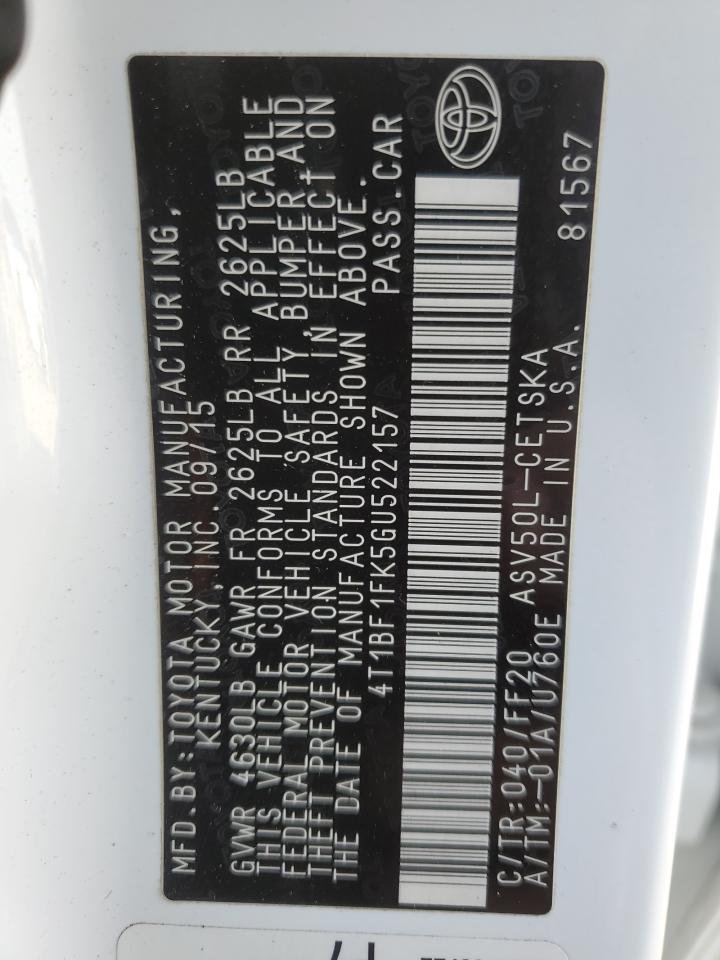 MFD.BY:TOYOTA MOTOR MANUFACTURING,
KENTUCKY,INC.09/15
GVWR 4630LB GAWR FR 2625LB RR 2625LB
THIS VEHICLE CONFORMS TO ALL APPLICABLE
FEDERAL MOTOR VEHICLE SAFETY,BUMPER,AND
THEFT PREVENTION STANDARDS IN EFFECT ON
THE DATE OF MANUFACTURE SHOWN ABOVE.
4T1BF1FK5GU522157 PASS.CAR
C/TR:040/FF20 ASV50L-CETSKA 81567
A/TM:-01A/U760E MADE IN U.S.A.